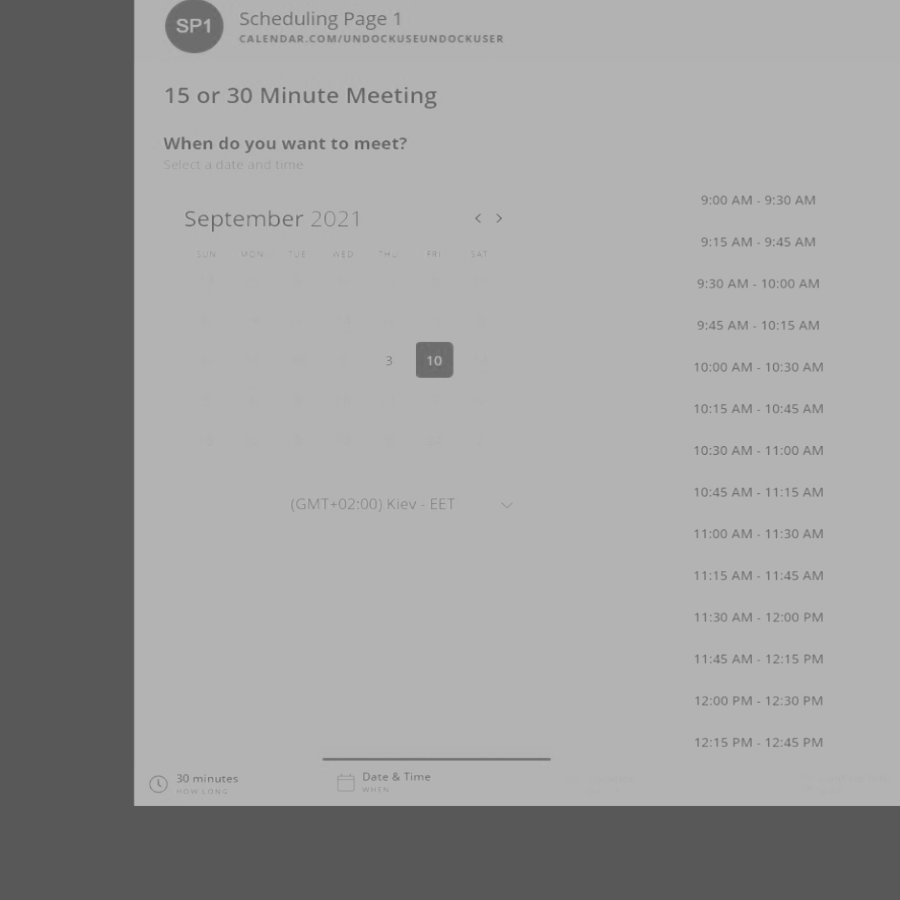 SP1
Scheduling Page 1
CALENDAR.COM/UNDOCKUSEUNDOCKUSER
15 or 30 Minute Meeting
When do you want to meet?
Select a date and time
September 2021
< >
SUN MON TUE WED THU FRI SAT
3 10
(GMT+02:00) Kiev - EET
9:00 AM - 9:30 AM
9:15 AM - 9:45 AM
9:30 AM - 10:00 AM
9:45 AM - 10:15 AM
10:00 AM - 10:30 AM
10:15 AM - 10:45 AM
10:30 AM - 11:00 AM
10:45 AM - 11:15 AM
11:00 AM - 11:30 AM
11:15 AM - 11:45 AM
11:30 AM - 12:00 PM
11:45 AM - 12:15 PM
12:00 PM - 12:30 PM
12:15 PM - 12:45 PM
30 minutes
HOW LONG
Date & Time
WHEN